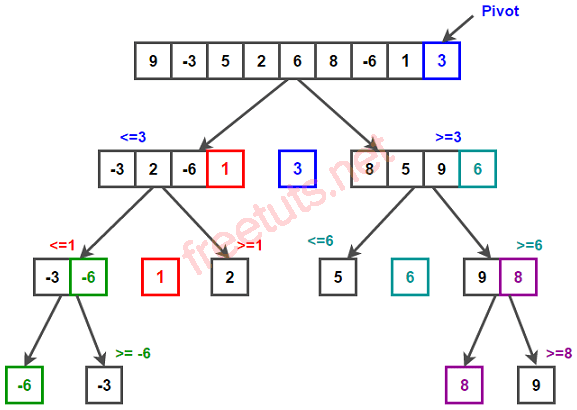 Pivot
9 -3 5 2 6 8 -6 1 3
<=3 >=3
-3 2 -6 1 3 8 5 9 6
<=1 >=1 <=6 >=6
-3 -6 1 2 5 6 9 8
>= -6 >=8
-6 -3 8 9
freetuts.net